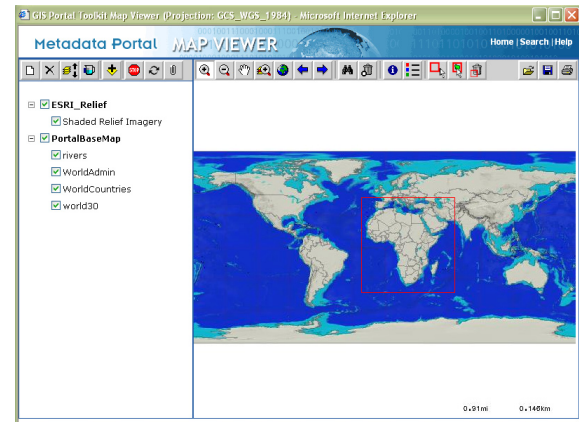 GIS Portal Toolkit Map Viewer (Projection: GCS_WGS_1984) - Microsoft Internet Explorer
Metadata Portal MAP VIEWER
Home | Search | Help
ESRI_Relief
Shaded Relief Imagery
PortalBaseMap
rivers
WorldAdmin
WorldCountries
world30
0.91mi 0.146km